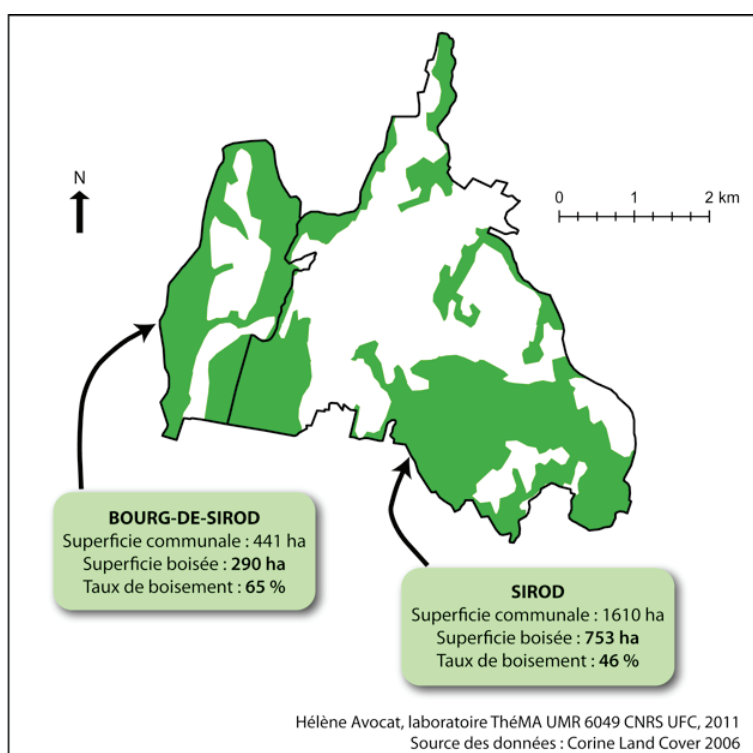 N
0 1 2 km
BOURG-DE-SIROD
Superficie communale : 441 ha
Superficie boisée : 290 ha
Taux de boisement : 65 %
SIROD
Superficie communale : 1610 ha
Superficie boisée : 753 ha
Taux de boisement : 46 %
Hélène Avocat, laboratoire ThéMA UMR 6049 CNRS UFC, 2011
Source des données : Corine Land Cover 2006